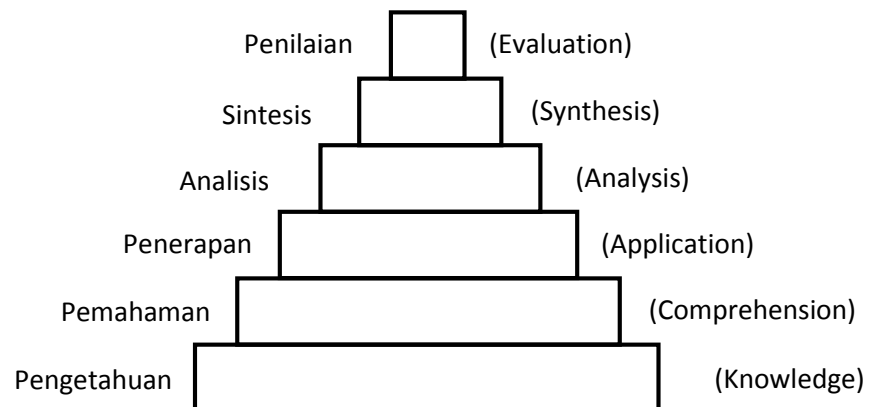 Penilaian (Evaluation)
Sintesis (Synthesis)
Analisis (Analysis)
Penerapan (Application)
Pemahaman (Comprehension)
Pengetahuan (Knowledge)